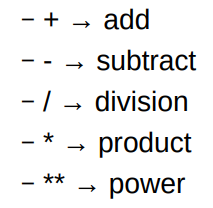 – + → add
– - → subtract
– / → division
– * → product
– ** → power